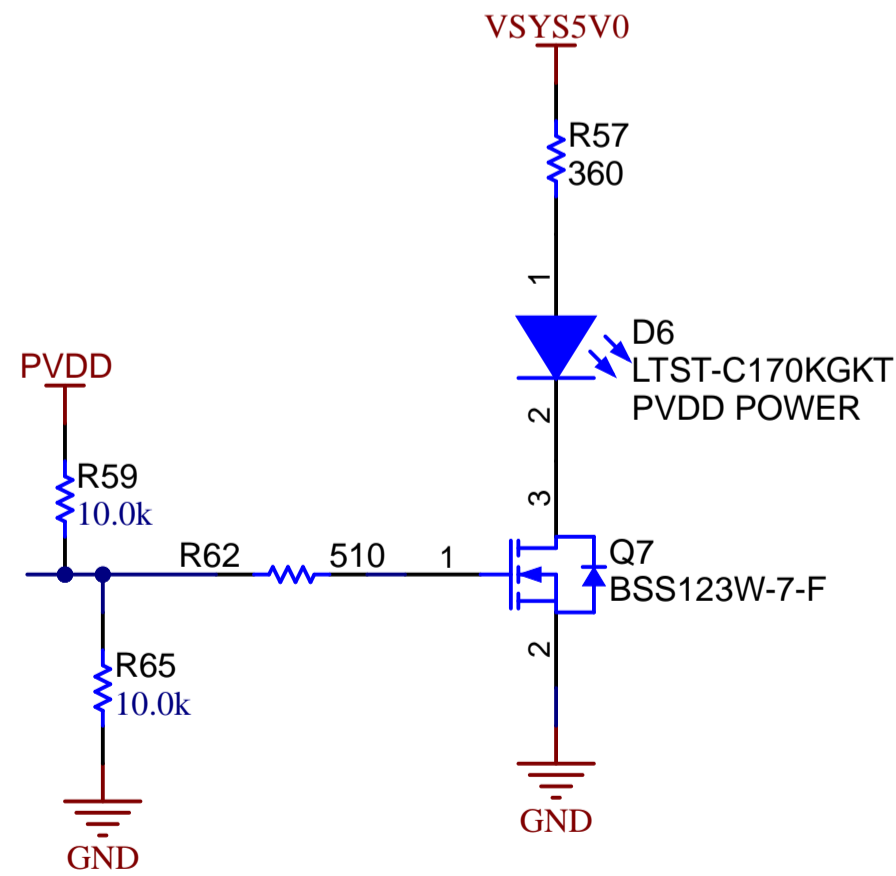 VSYS5V0
R57
360
1
D6
LTST-C170KGKT
PVDD POWER
2
PVDD
R59
10.0k
3
R62
510
1
Q7
BSS123W-7-F
2
R65
10.0k
GND
GND